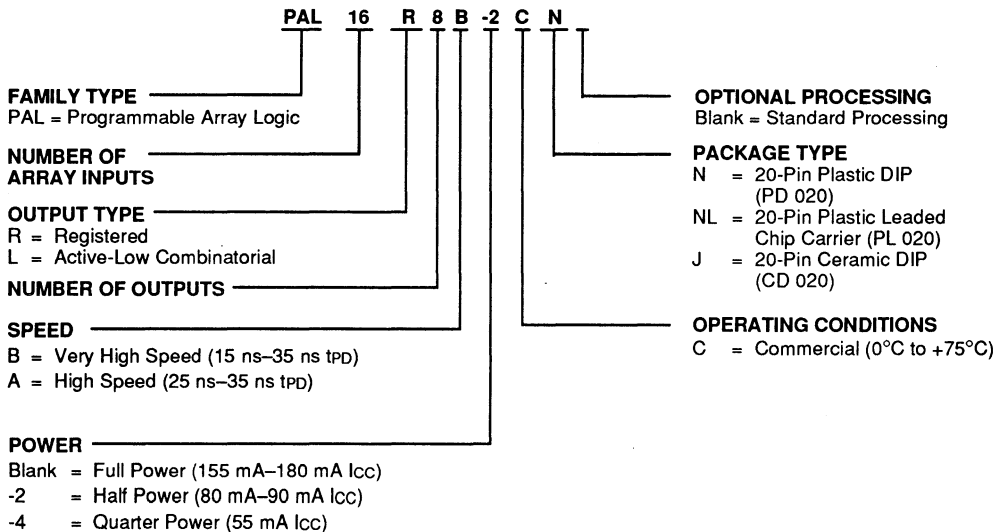 PAL 16 R 8 B -2 C N
FAMILY TYPE
PAL = Programmable Array Logic
NUMBER OF
ARRAY INPUTS
OUTPUT TYPE
R = Registered
L = Active-Low Combinatorial
NUMBER OF OUTPUTS
SPEED
B = Very High Speed (15 ns–35 ns tPD)
A = High Speed (25 ns–35 ns tPD)
POWER
Blank = Full Power (155 mA–180 mA ICC)
-2 = Half Power (80 mA–90 mA ICC)
-4 = Quarter Power (55 mA ICC)
OPTIONAL PROCESSING
Blank = Standard Processing
PACKAGE TYPE
N = 20-Pin Plastic DIP
(PD 020)
NL = 20-Pin Plastic Leaded
Chip Carrier (PL 020)
J = 20-Pin Ceramic DIP
(CD 020)
OPERATING CONDITIONS
C = Commercial (0°C to +75°C)